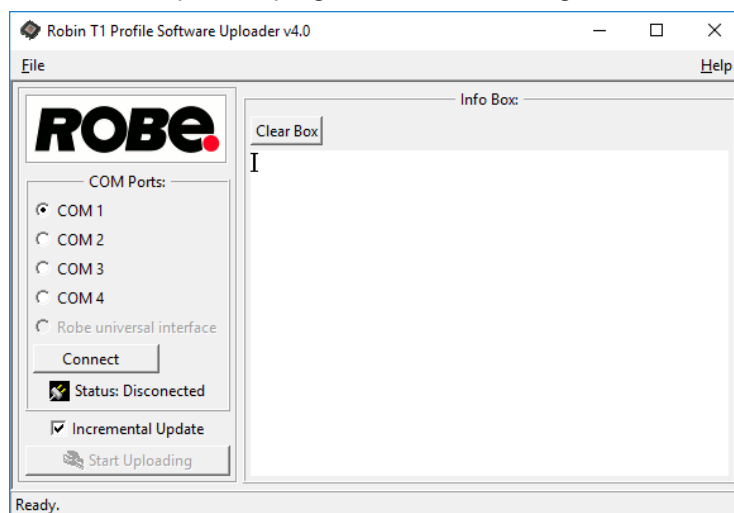 Robin T1 Profile Software Uploader v4.0
File
Help
ROBE.
COM Ports:
COM 1
COM 2
COM 3
COM 4
Robe universal interface
Connect
Status: Disconected
Incremental Update
Start Uploading
Info Box:
Clear Box
Ready.